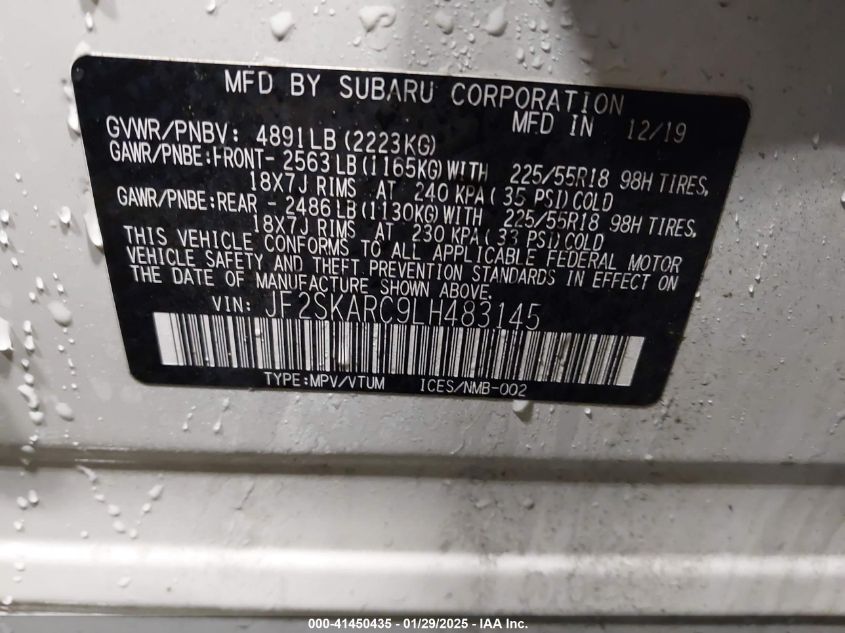 MFD BY SUBARU CORPORATION
MFD IN 12/19
GVWR/PNBV: 4891LB(2223KG)
GAWR/PNBE:FRONT- 2563LB(1165KG)WITH 225/55R18 98H TIRES,
18X7J RIMS AT 240KPA(35 PSI)COLD
GAWR/PNBE:REAR - 2486LB(1130KG)WITH 225/55R18 98H TIRES,
18X7J RIMS AT 230KPA(33 PSI)COLD
THIS VEHICLE CONFORMS TO ALL APPLICABLE FEDERAL MOTOR
VEHICLE SAFETY AND THEFT PREVENTION STANDARDS IN EFFECT ON
THE DATE OF MANUFACTURE SHOWN ABOVE.
VIN: JF2SKARC9LH483145
TYPE:MPV/VTUM ICES/NMB-002
000-41450435 - 01/29/2025 - IAA Inc.